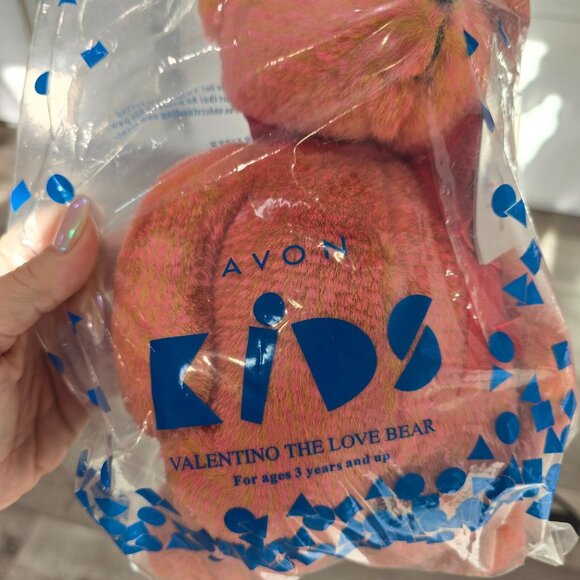 AVON
KiDS
VALENTINO THE LOVE BEAR
For ages 3 years and up